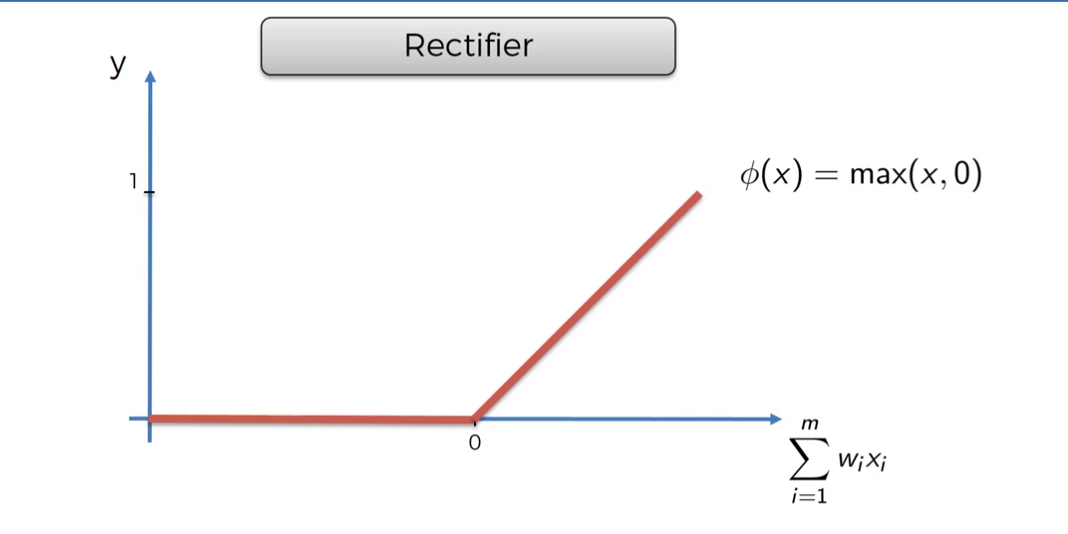 Rectifier
y
1
ϕ(x) = max(x, 0)
0
m
∑ wᵢxᵢ
i=1